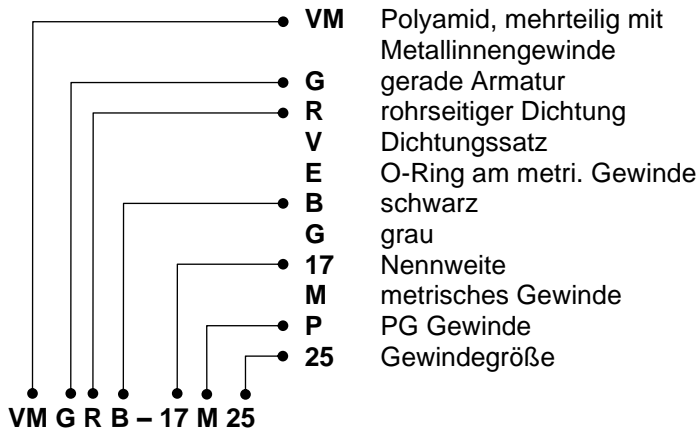 VM Polyamid, mehrteilig mit
Metallinnengewinde
G gerade Armatur
R rohrseitiger Dichtung
V Dichtungssatz
E O-Ring am metri. Gewinde
B schwarz
G grau
17 Nennweite
M metrisches Gewinde
P PG Gewinde
25 Gewindegröße
VM G R B – 17 M 25